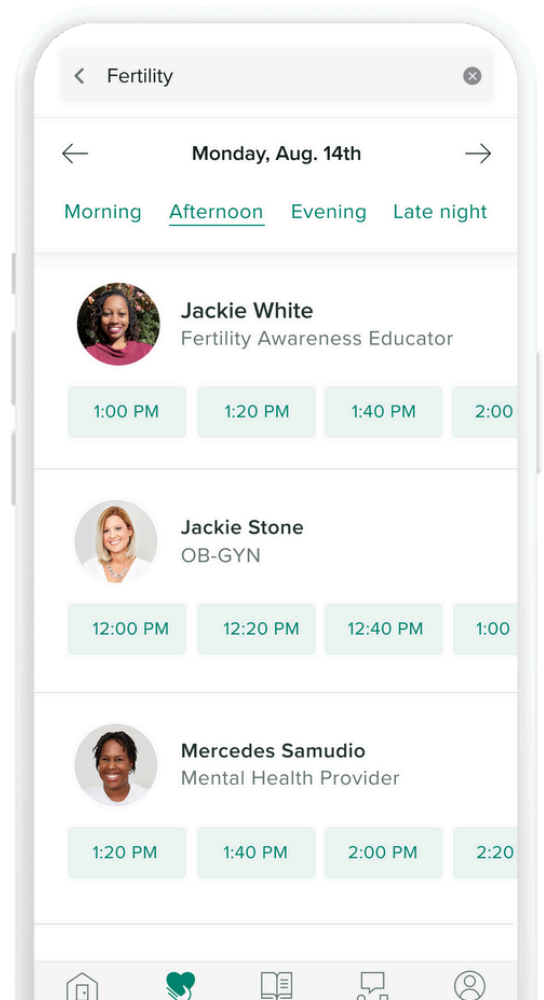 Fertility
Monday, Aug. 14th
Morning Afternoon Evening Late night
Jackie White
Fertility Awareness Educator
1:00 PM 1:20 PM 1:40 PM 2:00
Jackie Stone
OB-GYN
12:00 PM 12:20 PM 12:40 PM 1:00
Mercedes Samudio
Mental Health Provider
1:20 PM 1:40 PM 2:00 PM 2:20